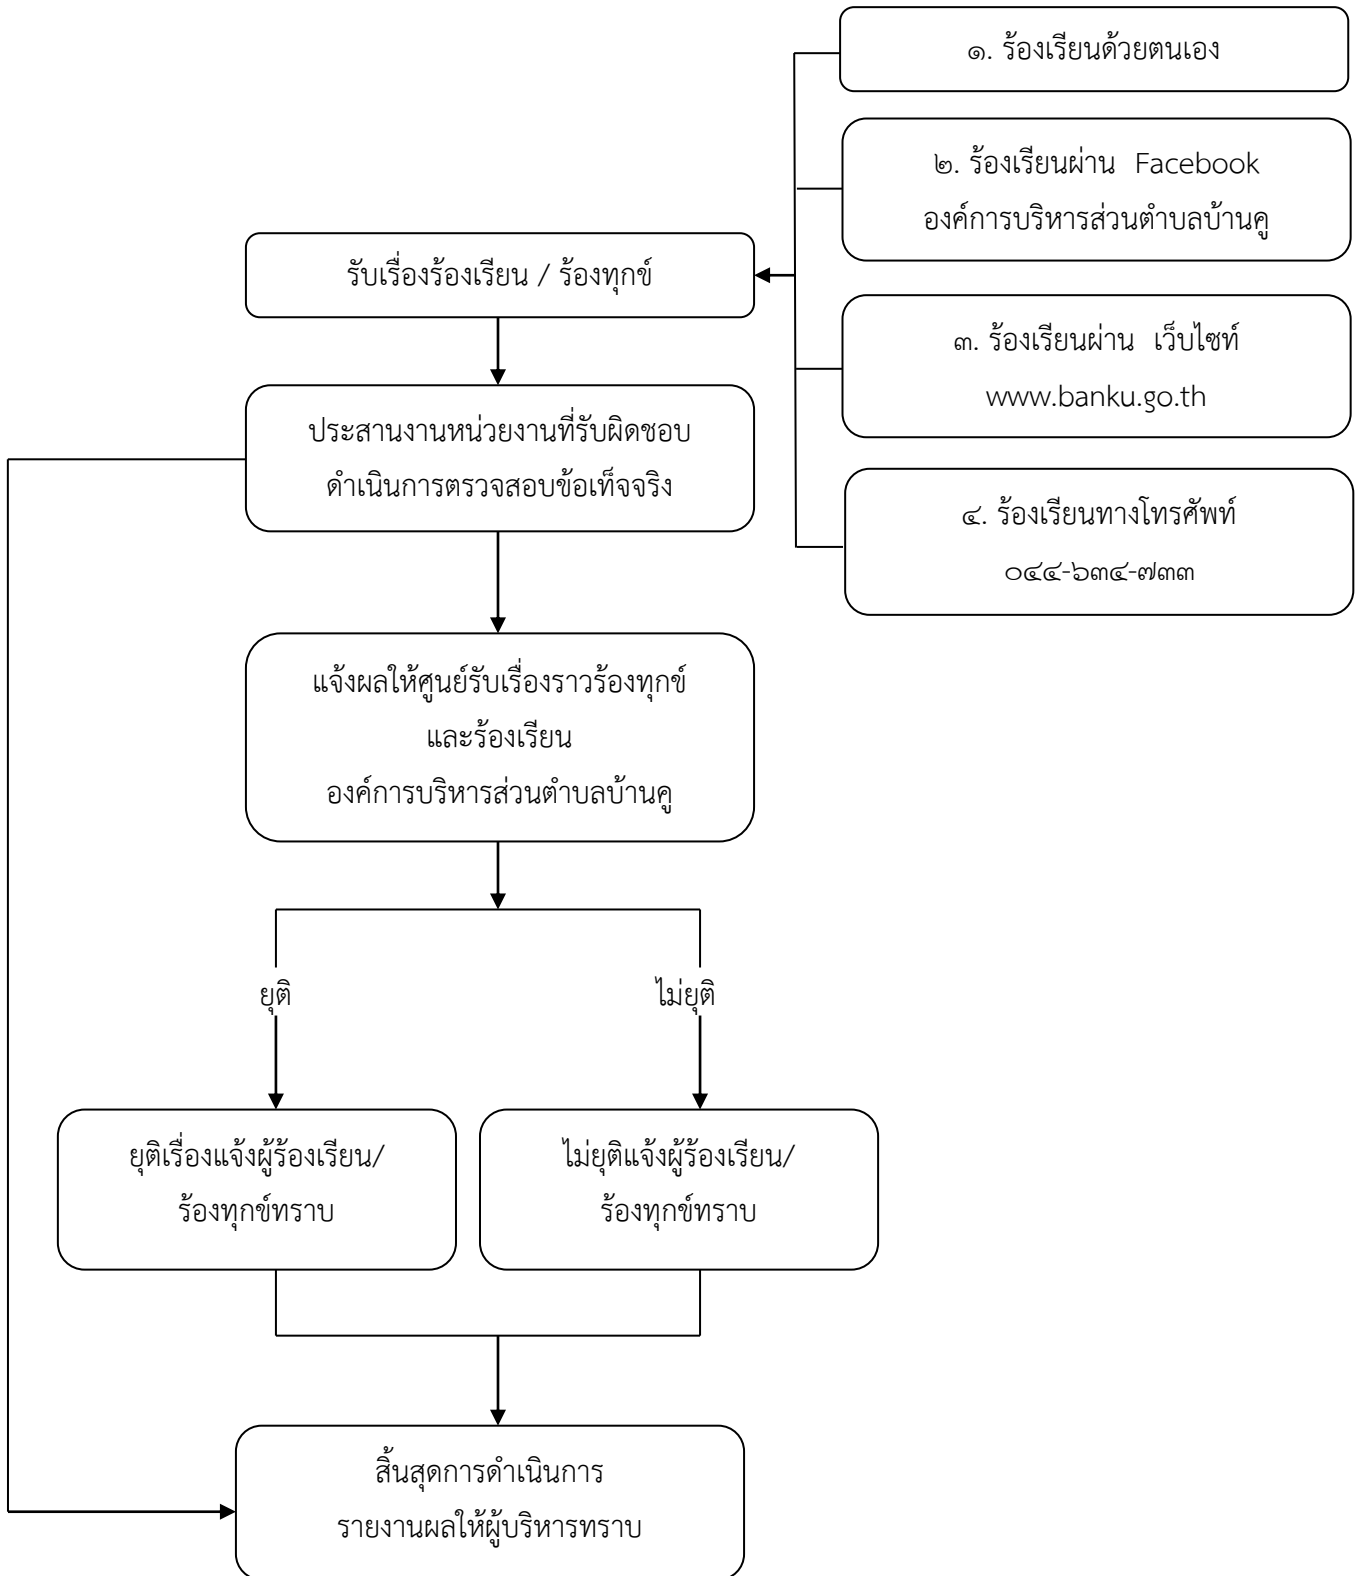 ๑. ร้องเรียนด้วยตนเอง
๒. ร้องเรียนผ่าน Facebook
องค์การบริหารส่วนตำบลบ้านคู
รับเรื่องร้องเรียน / ร้องทุกข์
๓. ร้องเรียนผ่าน เว็บไซท์
www.banku.go.th
ประสานงานหน่วยงานที่รับผิดชอบ
ดำเนินการตรวจสอบข้อเท็จจริง
๔. ร้องเรียนทางโทรศัพท์
๐๔๔-๖๓๔-๗๓๓
แจ้งผลให้ศูนย์รับเรื่องราวร้องทุกข์
และร้องเรียน
องค์การบริหารส่วนตำบลบ้านคู
ยุติ
ไม่ยุติ
ยุติเรื่องแจ้งผู้ร้องเรียน/
ร้องทุกข์ทราบ
ไม่ยุติแจ้งผู้ร้องเรียน/
ร้องทุกข์ทราบ
สิ้นสุดการดำเนินการ
รายงานผลให้ผู้บริหารทราบ